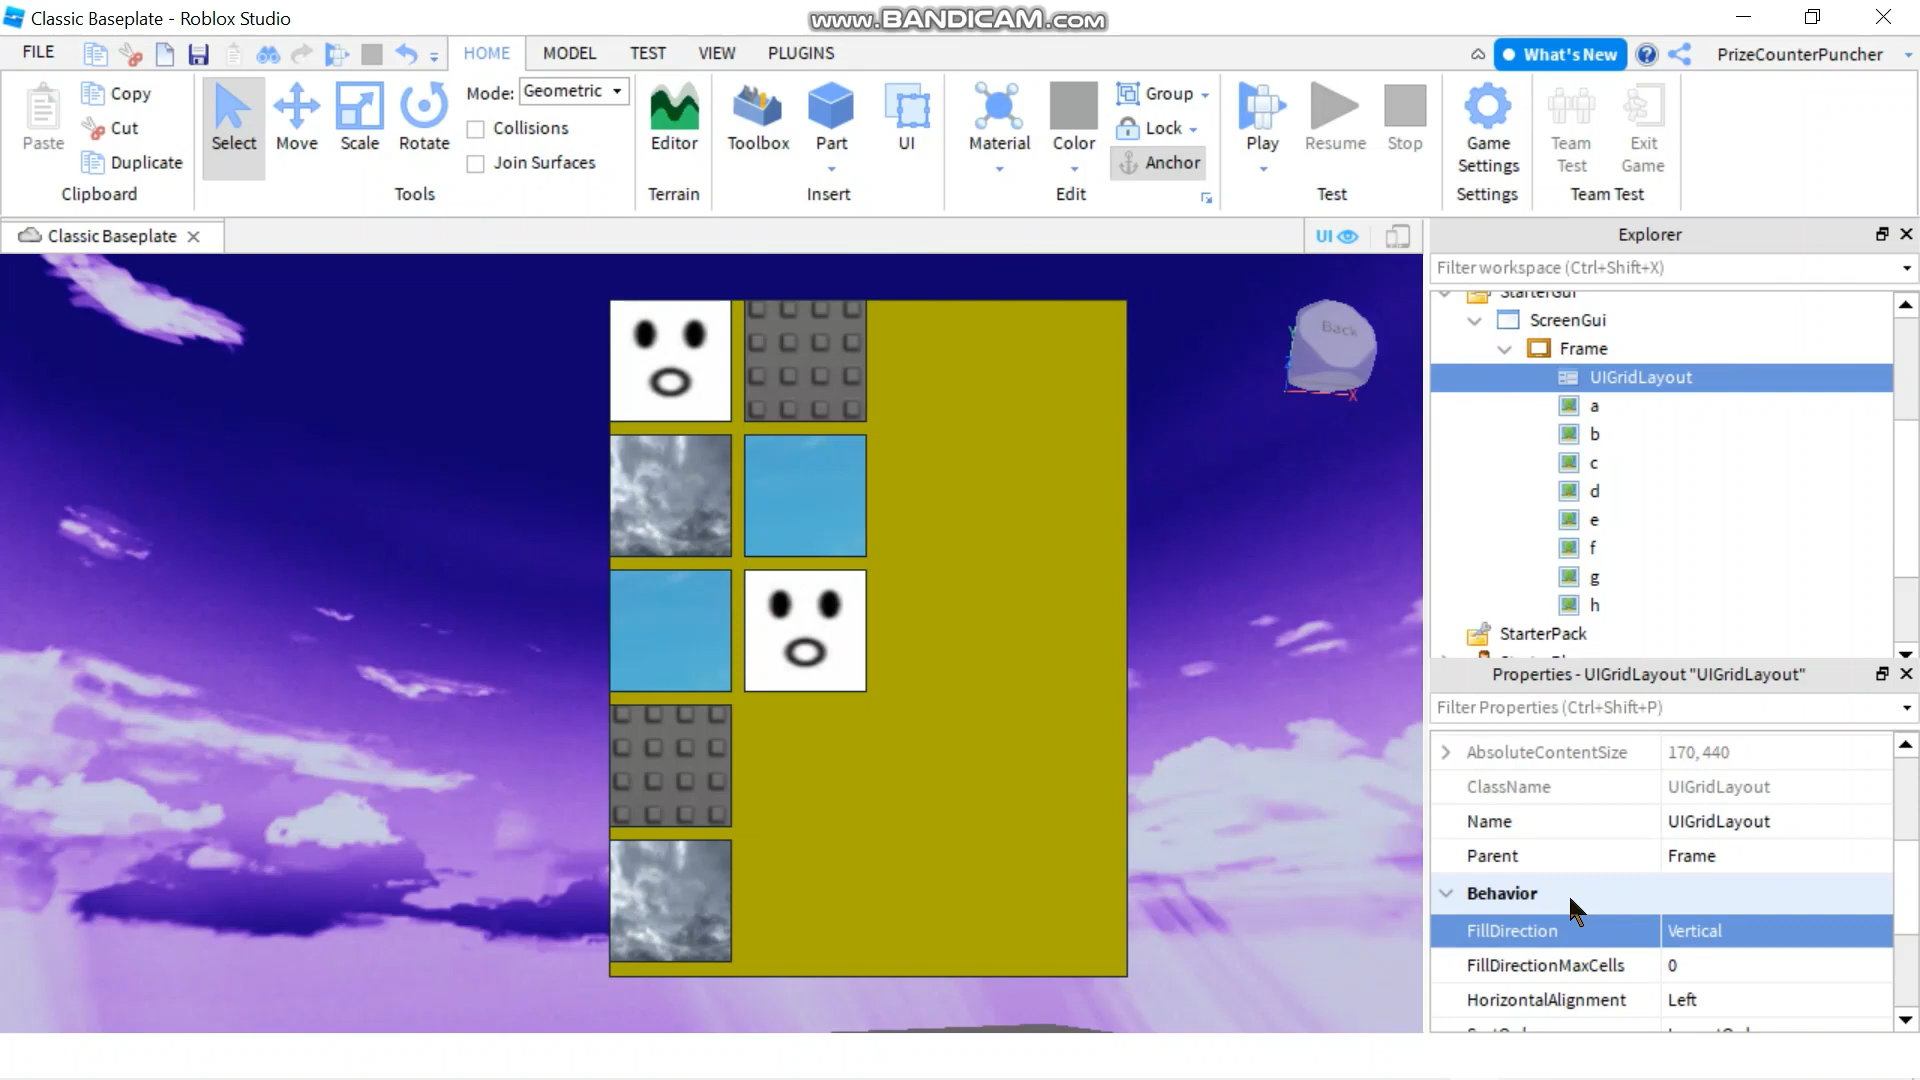 Classic Baseplate - Roblox Studio
www.BANDICAM.com
FILE
HOME
MODEL
TEST
VIEW
PLUGINS
What's New
PrizeCounterPuncher
Paste
Copy
Cut
Duplicate
Clipboard
Select
Move
Scale
Rotate
Mode: Geometric
Collisions
Join Surfaces
Tools
Editor
Terrain
Toolbox
Part
UI
Insert
Material
Color
Group
Lock
Anchor
Edit
Play
Resume
Stop
Test
Game Settings
Settings
Team Test
Exit Game
Team Test
Classic Baseplate
UI
Explorer
Filter workspace (Ctrl+Shift+X)
StarterGui
ScreenGui
Frame
UIGridLayout
a
b
c
d
e
f
g
h
StarterPack
Back
Y
Z
X
Properties - UIGridLayout "UIGridLayout"
Filter Properties (Ctrl+Shift+P)
AbsoluteContentSize 170, 440
ClassName UIGridLayout
Name UIGridLayout
Parent Frame
Behavior
FillDirection Vertical
FillDirectionMaxCells 0
HorizontalAlignment Left